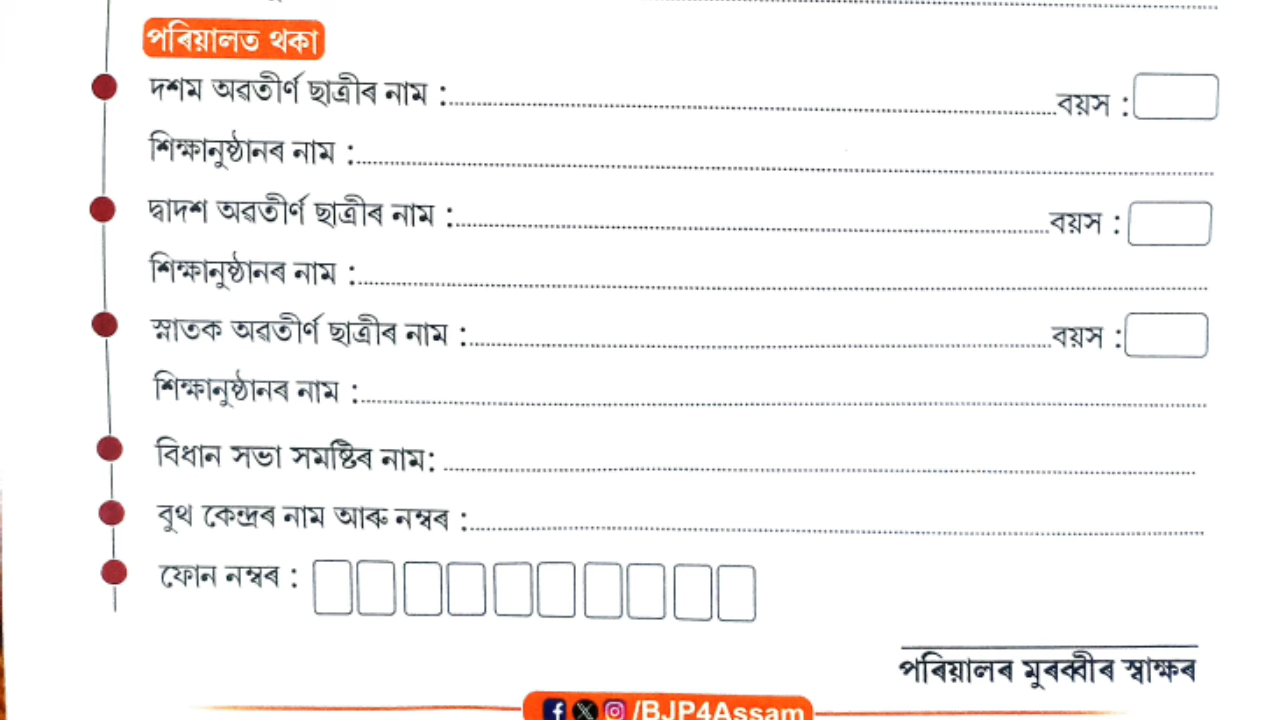 পৰিয়ালত থকা
দশম অৱতীৰ্ণ ছাত্ৰীৰ নাম : বয়স :
শিক্ষানুষ্ঠানৰ নাম :
দ্বাদশ অৱতীৰ্ণ ছাত্ৰীৰ নাম : বয়স :
শিক্ষানুষ্ঠানৰ নাম :
স্নাতক অৱতীৰ্ণ ছাত্ৰীৰ নাম : বয়স :
শিক্ষানুষ্ঠানৰ নাম :
বিধান সভা সমষ্টিৰ নাম:
বুথ কেন্দ্ৰৰ নাম আৰু নম্বৰ :
ফোন নম্বৰ :
পৰিয়ালৰ মুৰব্বীৰ স্বাক্ষৰ
/BJP4Assam